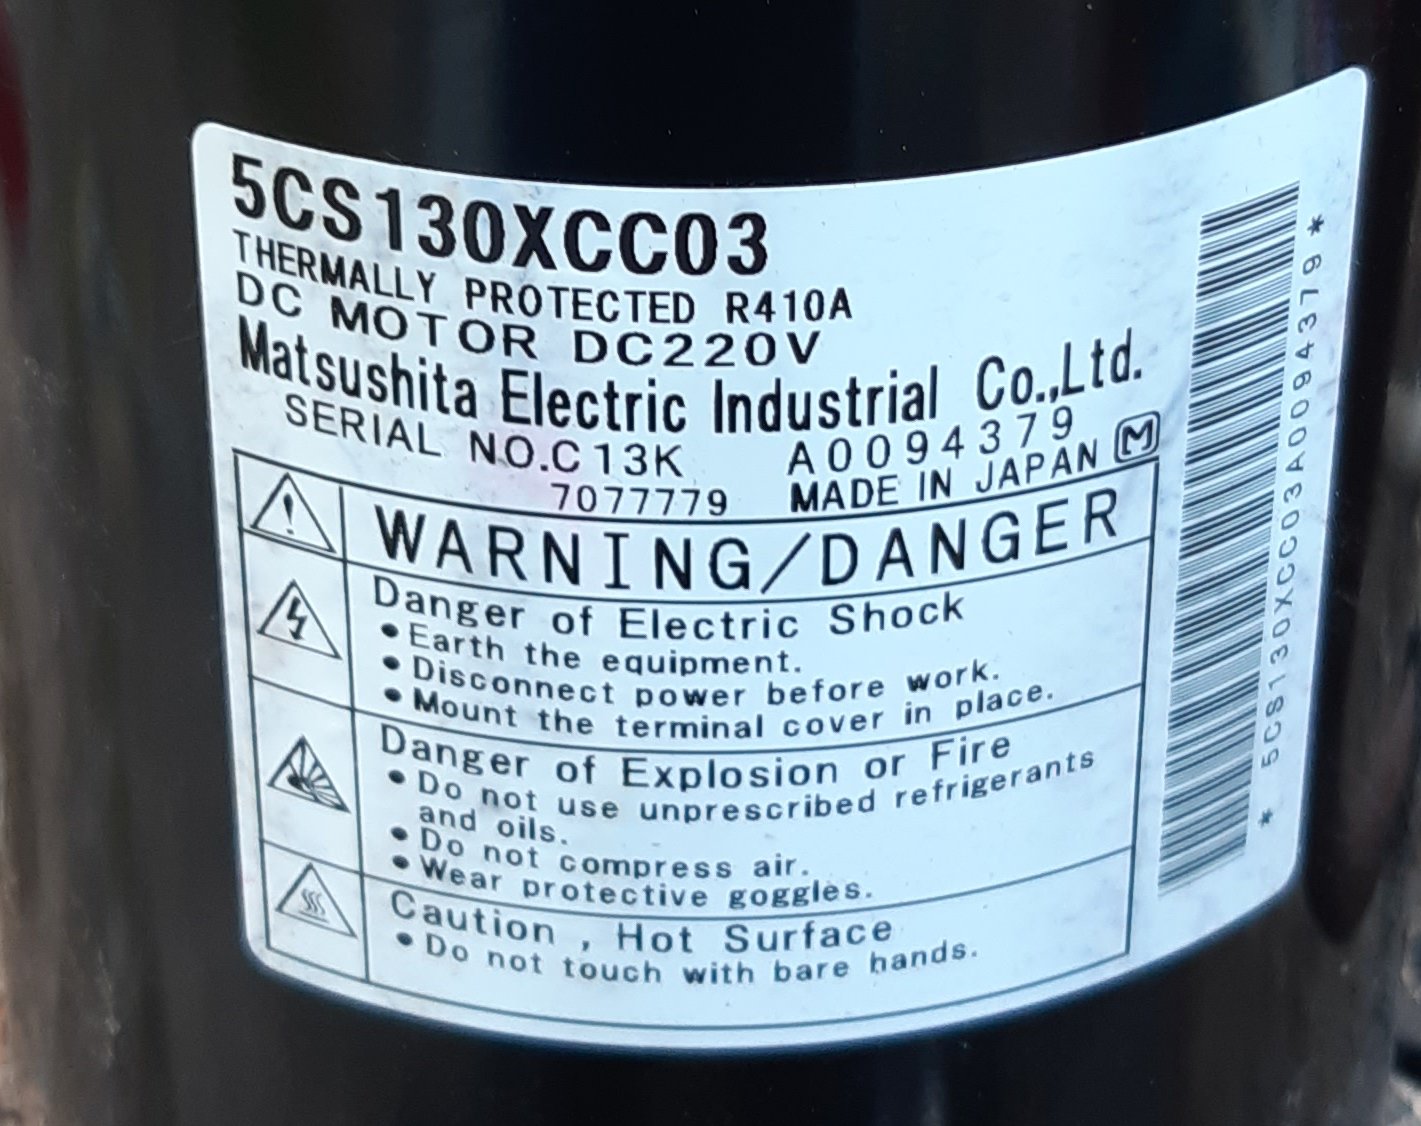 5CS130XCC03
THERMALLY PROTECTED R410A
DC MOTOR DC220V
Matsushita Electric Industrial Co.,Ltd.
SERIAL NO.C13K A0094379
7077779 MADE IN JAPAN M
WARNING/DANGER
Danger of Electric Shock
•Earth the equipment.
•Disconnect power before work.
•Mount the terminal cover in place.
Danger of Explosion or Fire
•Do not use unprescribed refrigerants
and oils.
•Do not compress air.
•Wear protective goggles.
Caution, Hot Surface
•Do not touch with bare hands.
* 5CS130XCC03A0094379 *